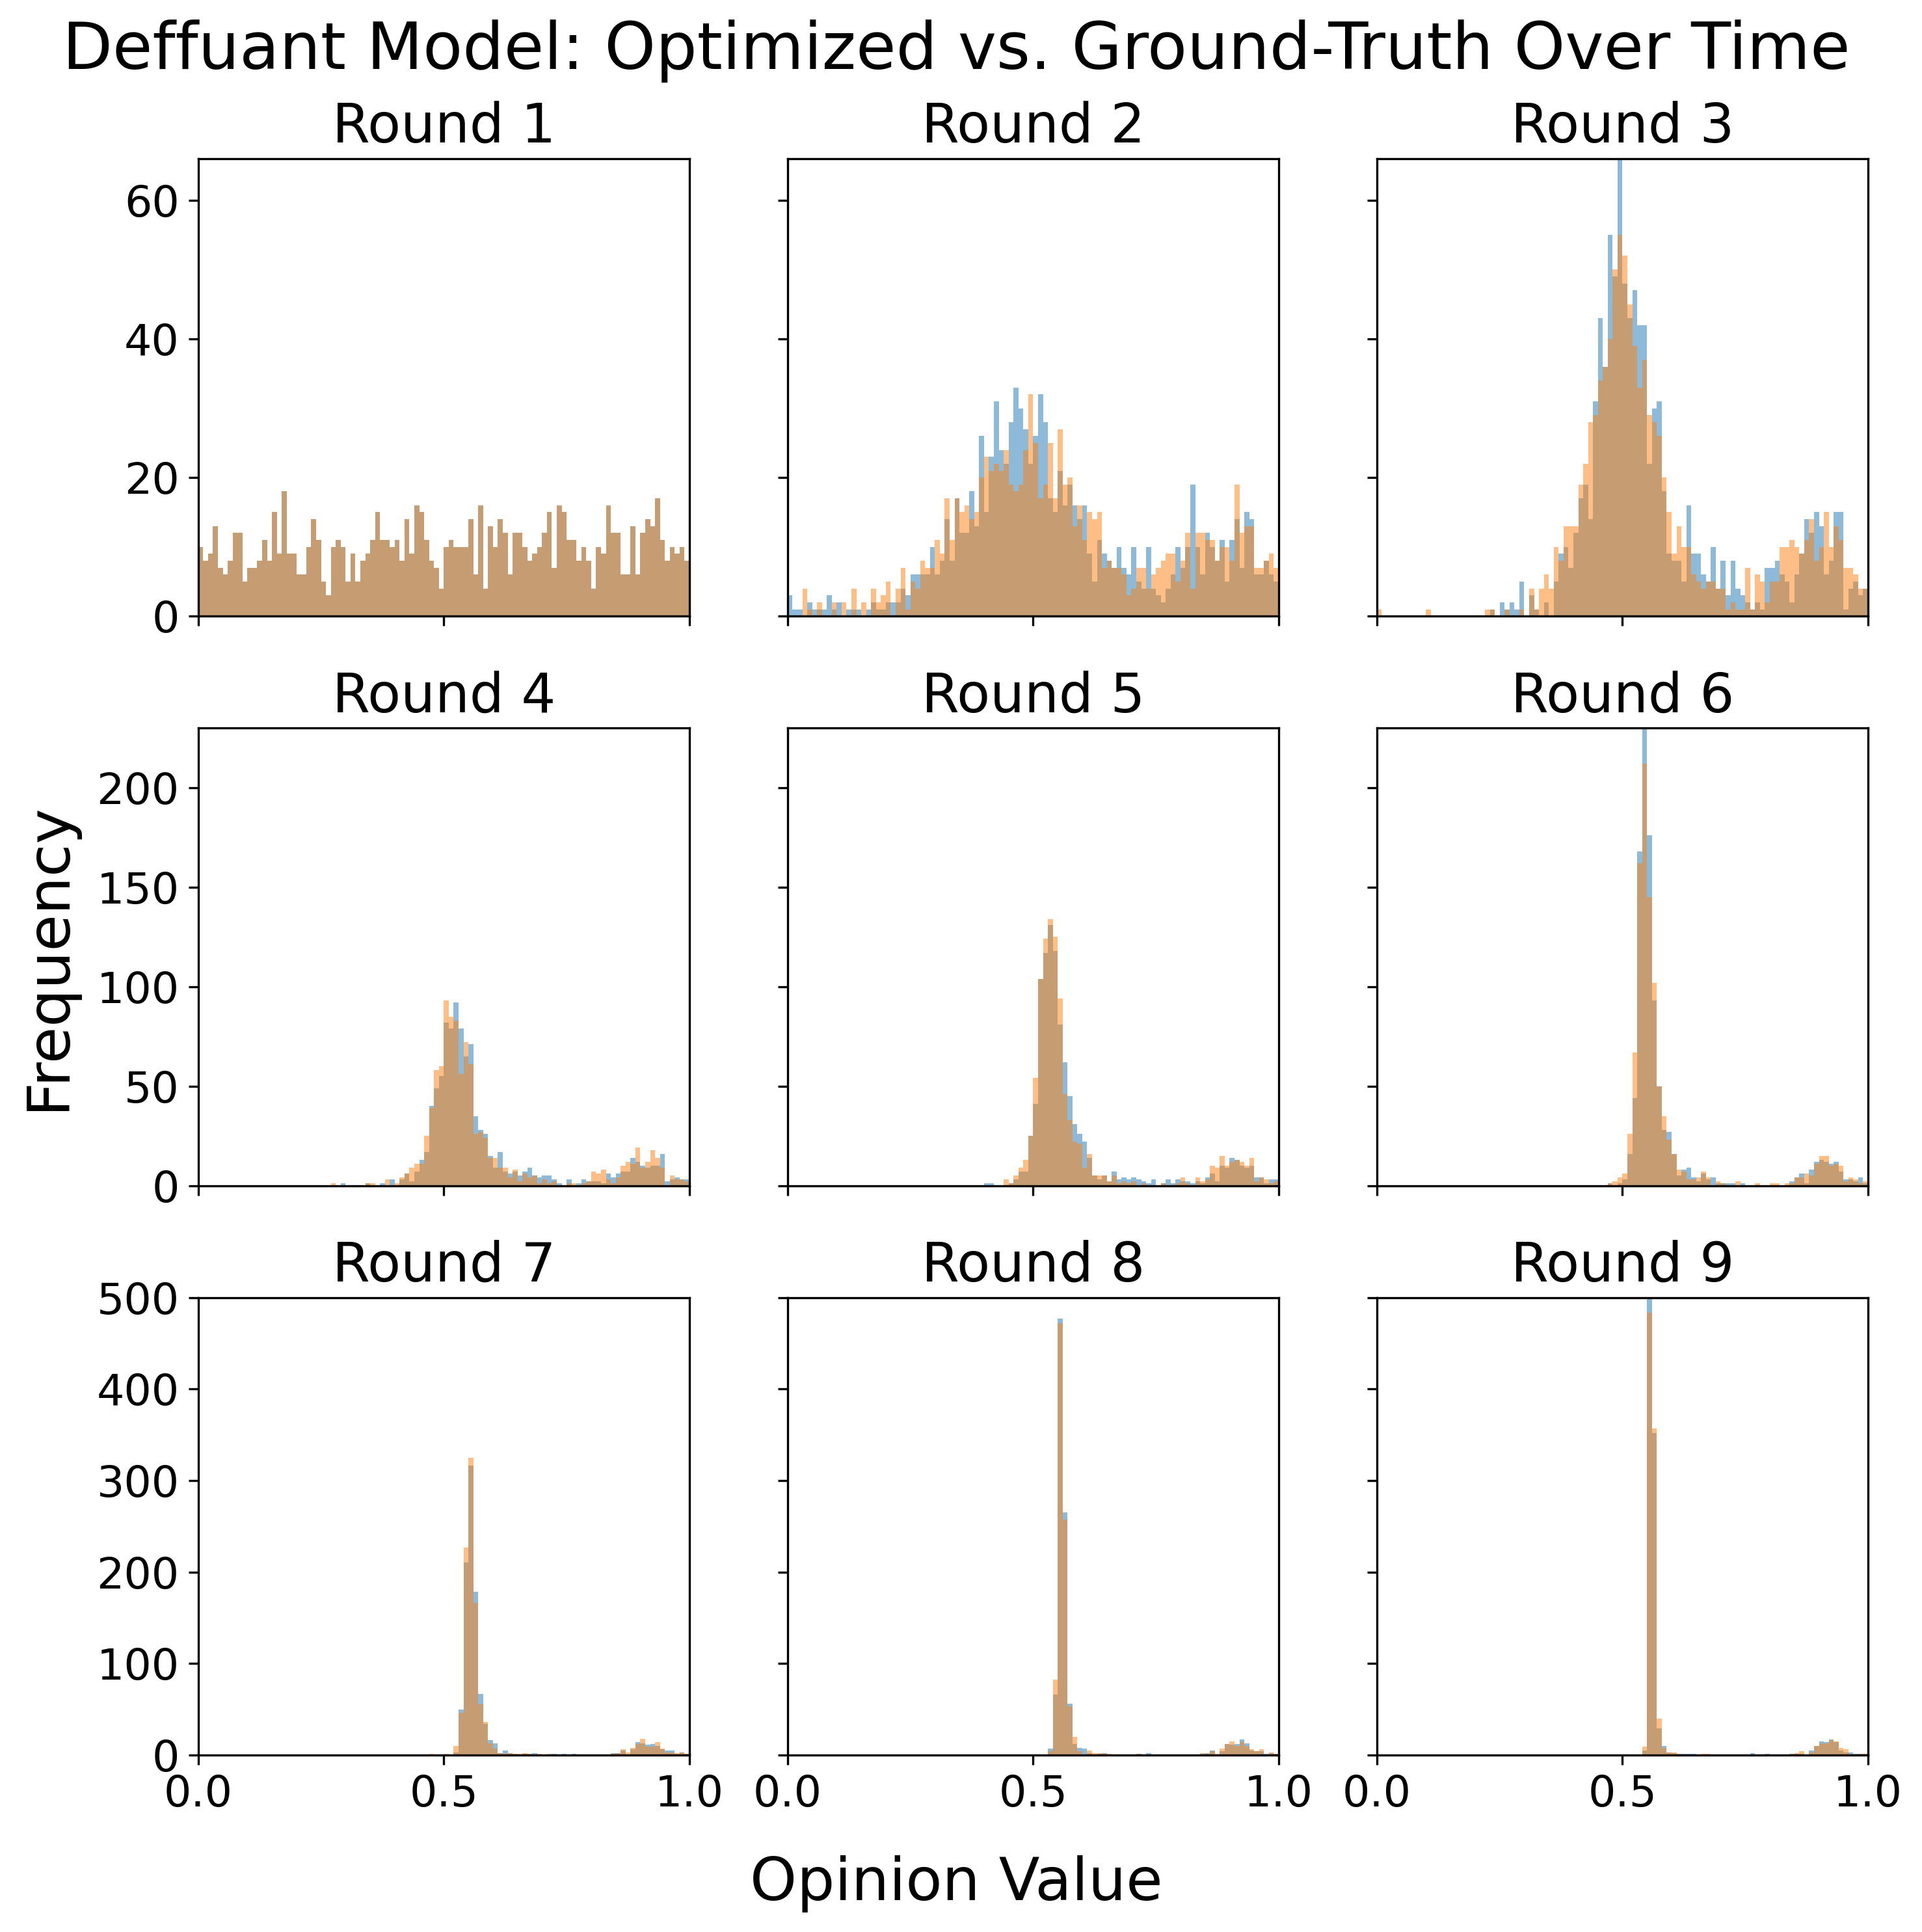 Deffuant Model: Optimized vs. Ground-Truth Over Time
Round 1
Round 2
Round 3
60
40
20
0
Round 4
Round 5
Round 6
200
150
100
50
0
Frequency
Round 7
Round 8
Round 9
500
400
300
200
100
0
0.0 0.5 1.0
0.0 0.5 1.0
0.0 0.5 1.0
Opinion Value